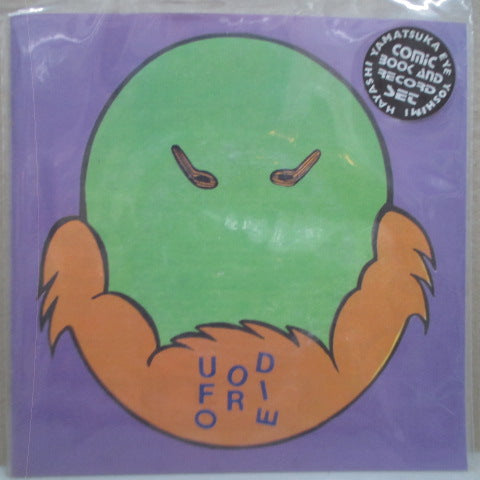 HAYASHI YAMATSUKA EYE YOSHIMI
COMIC
BOOK AND
RECORD
SET
UFO OR DIE